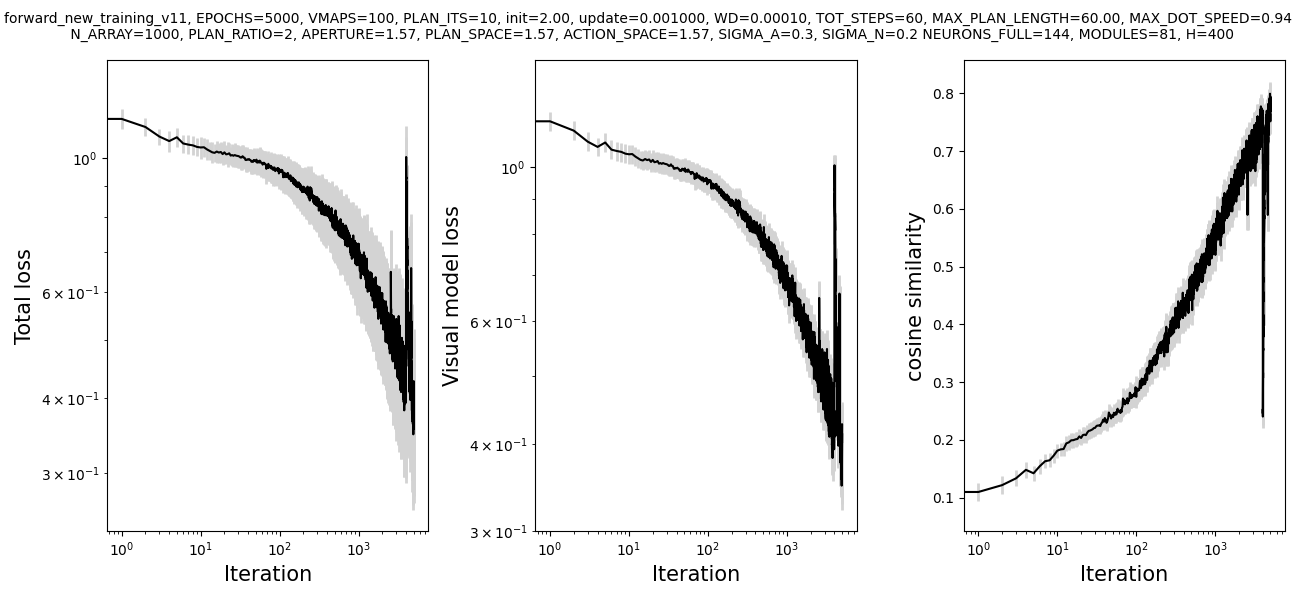 forward_new_training_v11, EPOCHS=5000, VMAPS=100, PLAN_ITS=10, init=2.00, update=0.001000, WD=0.00010, TOT_STEPS=60, MAX_PLAN_LENGTH=60.00, MAX_DOT_SPEED=0.94
N_ARRAY=1000, PLAN_RATIO=2, APERTURE=1.57, PLAN_SPACE=1.57, ACTION_SPACE=1.57, SIGMA_A=0.3, SIGMA_N=0.2 NEURONS_FULL=144, MODULES=81, H=400
Total loss
10⁰
6 × 10⁻¹
4 × 10⁻¹
3 × 10⁻¹
10⁰
10¹
10²
10³
Iteration
Visual model loss
10⁰
6 × 10⁻¹
4 × 10⁻¹
3 × 10⁻¹
10⁰
10¹
10²
10³
Iteration
cosine similarity
0.8
0.7
0.6
0.5
0.4
0.3
0.2
0.1
10⁰
10¹
10²
10³
Iteration